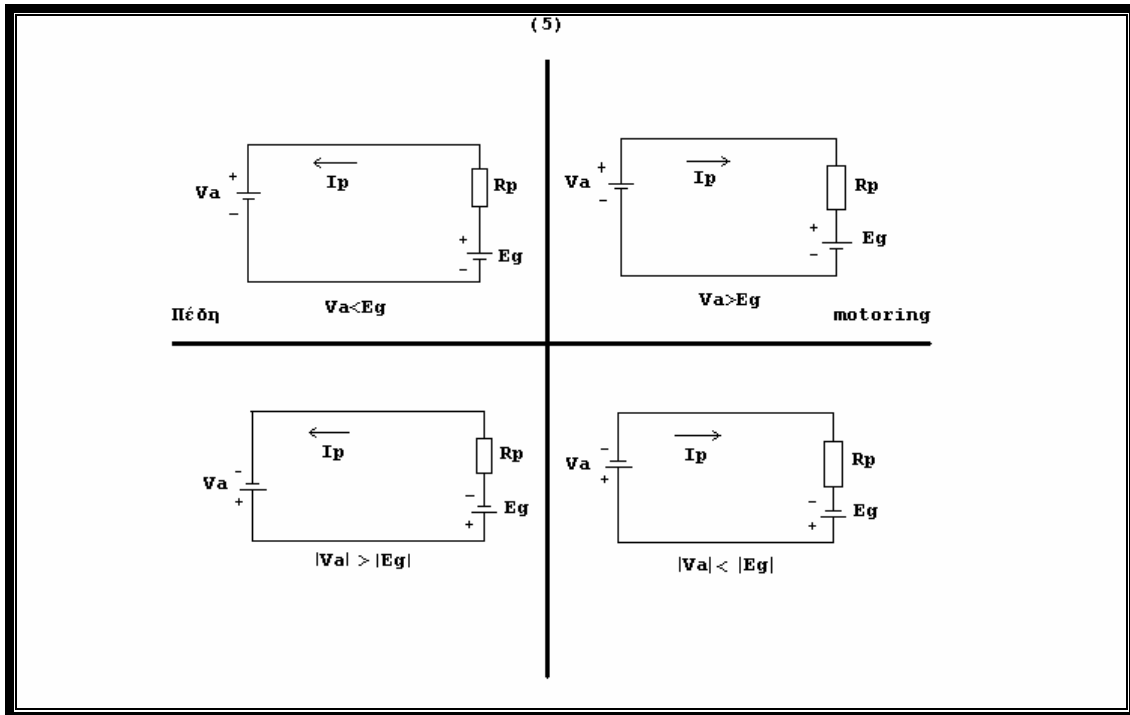 (5)
+
Va
−
Ip
Rp
+
Eg
−
Va<Eg
Πέδη
+
Va
−
Ip
Rp
+
Eg
−
Va>Eg
motoring
−
Va
+
Ip
Rp
−
Eg
+
|Va| > |Eg|
−
Va
+
Ip
Rp
−
Eg
+
|Va| < |Eg|